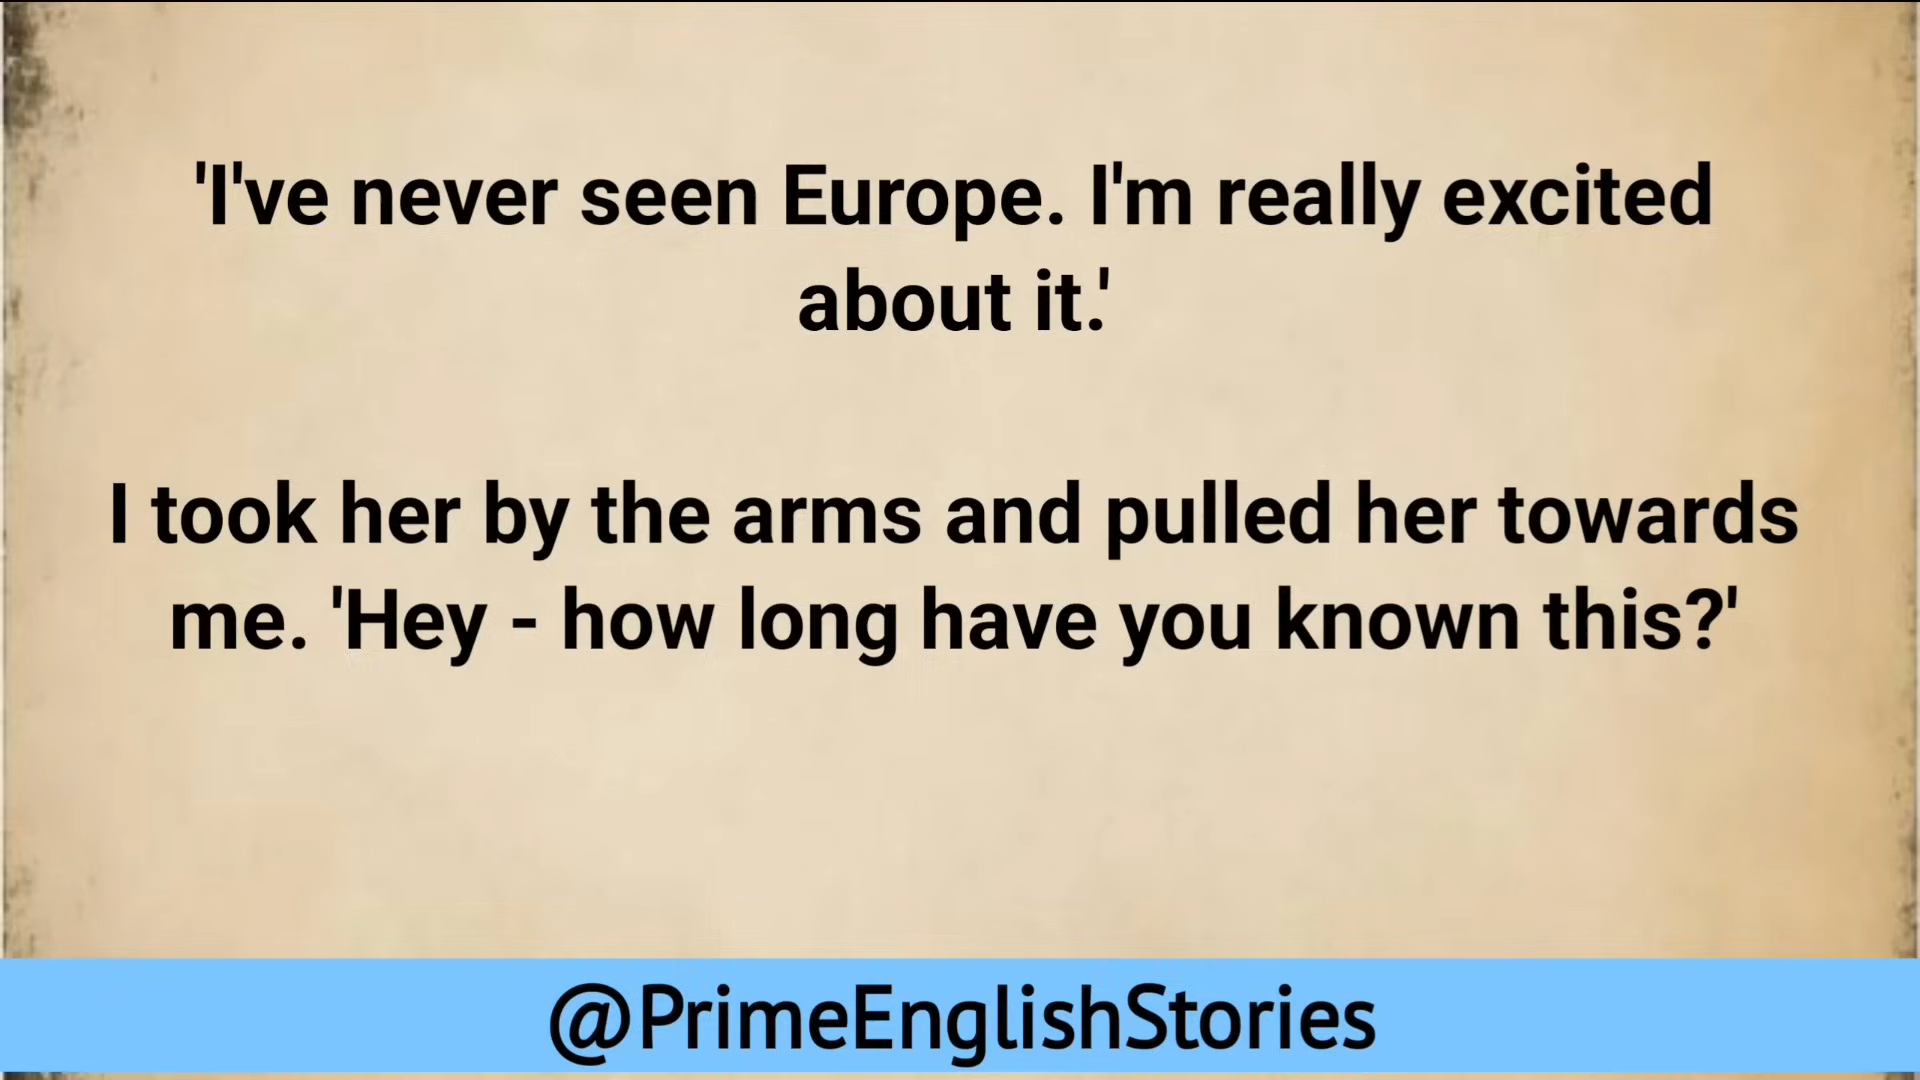 'I've never seen Europe. I'm really excited
about it.'
I took her by the arms and pulled her towards
me. 'Hey - how long have you known this?'
@PrimeEnglishStories